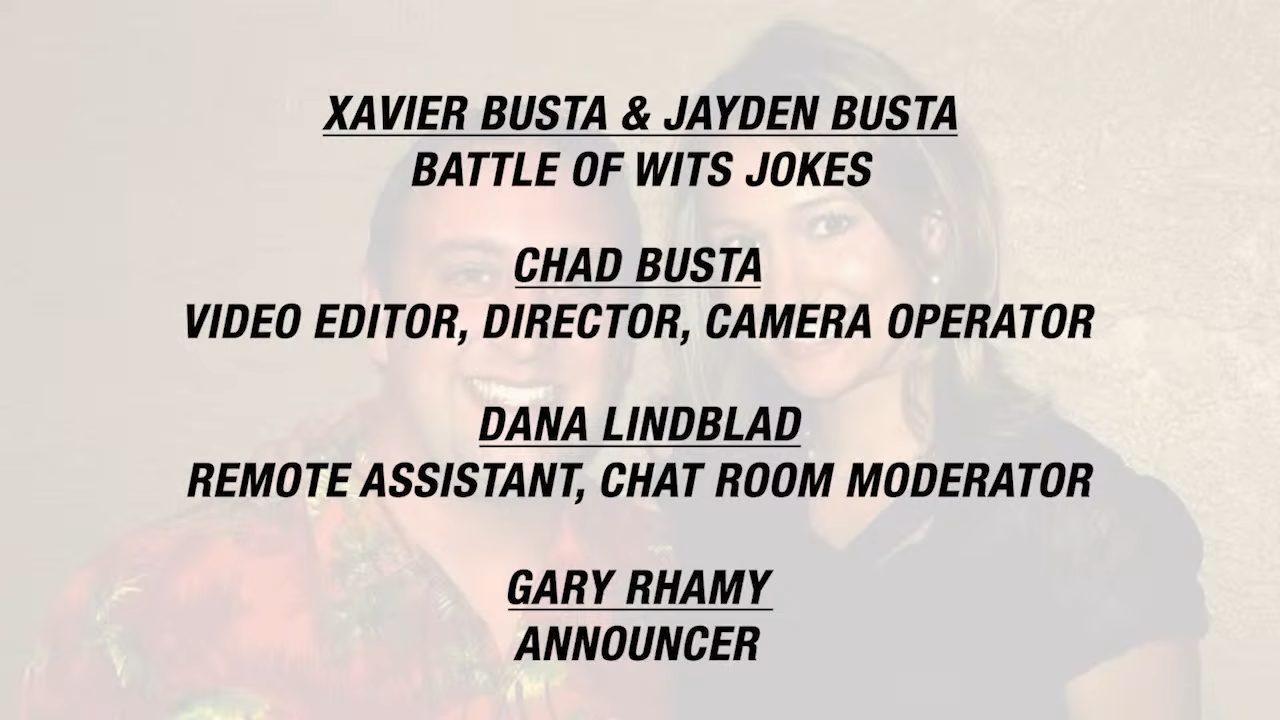 XAVIER BUSTA & JAYDEN BUSTA
BATTLE OF WITS JOKES
CHAD BUSTA
VIDEO EDITOR, DIRECTOR, CAMERA OPERATOR
DANA LINDBLAD
REMOTE ASSISTANT, CHAT ROOM MODERATOR
GARY RHAMY
ANNOUNCER